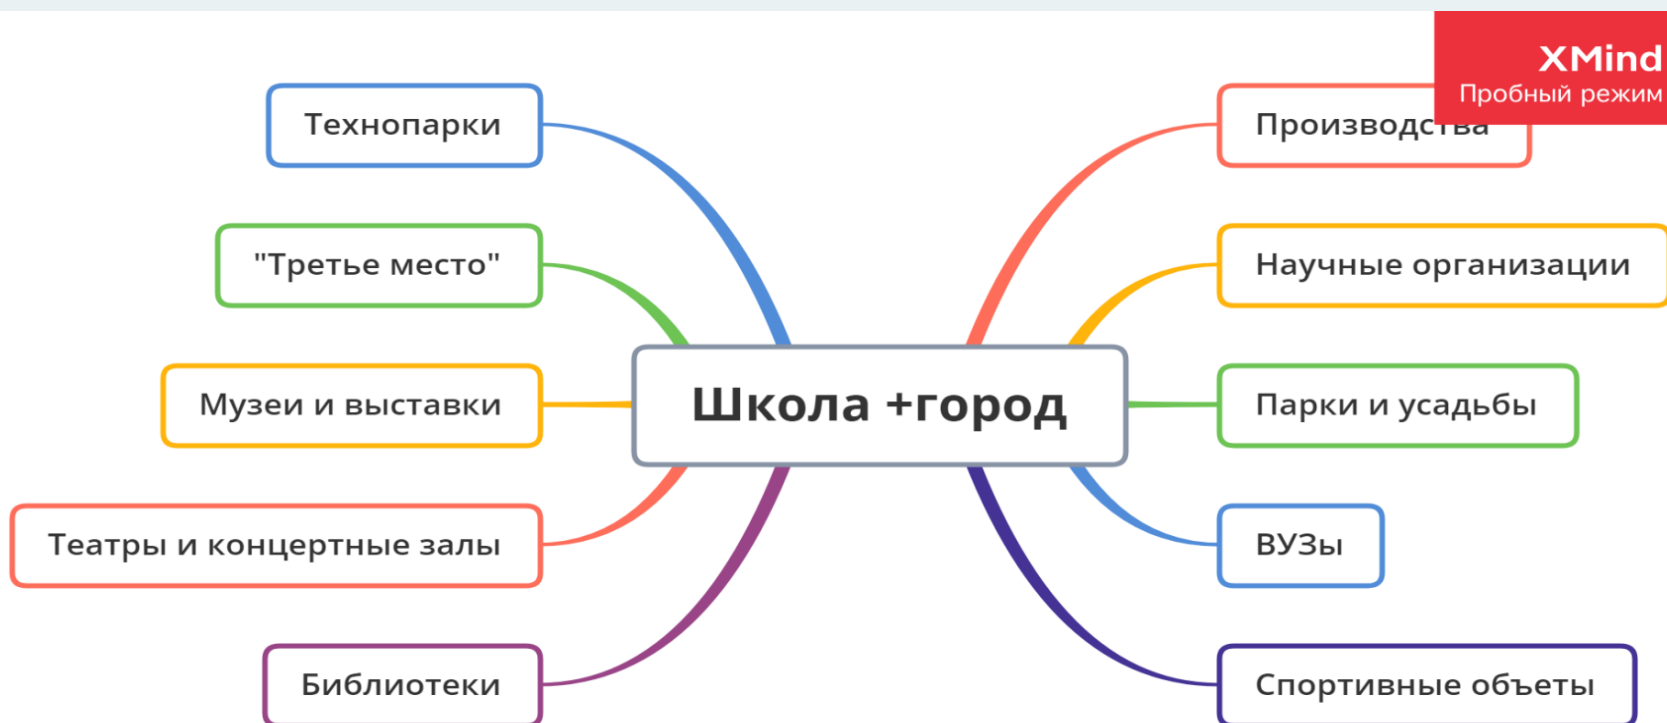 XMind
Пробный режим
Технопарки
"Третье место"
Музеи и выставки
Театры и концертные залы
Библиотеки
Школа +город
Производства
Научные организации
Парки и усадьбы
ВУЗы
Спортивные объеты